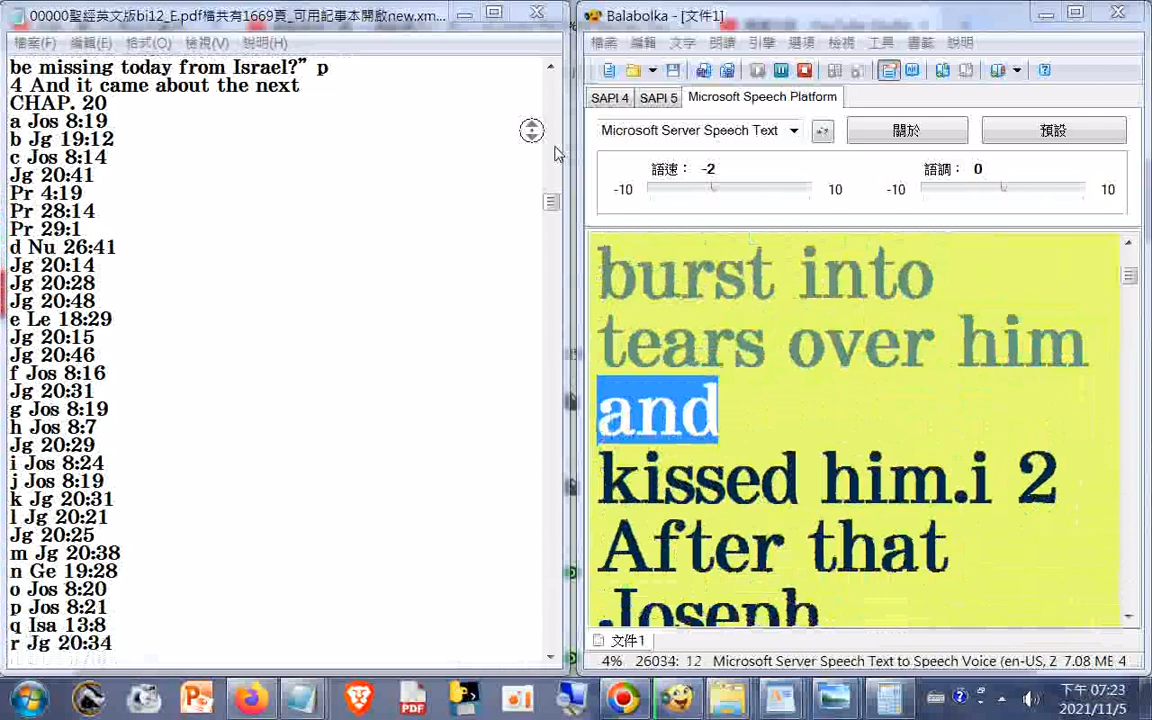 00000聖經英文版bi12_E.pdf檔共有1669頁_可用記事本開啟new.xm...
檔案(F) 編輯(E) 格式(O) 檢視(V) 說明(H)
be missing today from Israel?” p
4 And it came about the next
CHAP. 20
a Jos 8:19
b Jg 19:12
c Jos 8:14
Jg 20:41
Pr 4:19
Pr 28:14
Pr 29:1
d Nu 26:41
Jg 20:14
Jg 20:28
Jg 20:48
e Le 18:29
Jg 20:15
Jg 20:46
f Jos 8:16
Jg 20:31
g Jos 8:19
h Jos 8:7
Jg 20:29
i Jos 8:24
j Jos 8:19
k Jg 20:31
l Jg 20:21
Jg 20:25
m Jg 20:38
n Ge 19:28
o Jos 8:20
p Jos 8:21
q Isa 13:8
r Jg 20:34
Balabolka - [文件1]
檔案 編輯 文字 朗讀 引擎 選項 檢視 工具 書籤 說明
SAPI 4 SAPI 5 Microsoft Speech Platform
Microsoft Server Speech Text 關於 預設
語速： -2 語調： 0
-10 10 -10 10
burst into
tears over him
and
kissed him.i 2
After that
Joseph
文件1
4% 26034: 12 Microsoft Server Speech Text to Speech Voice (en-US, Z 7.08 MB 4
PDF
下午 07:23
2021/11/5